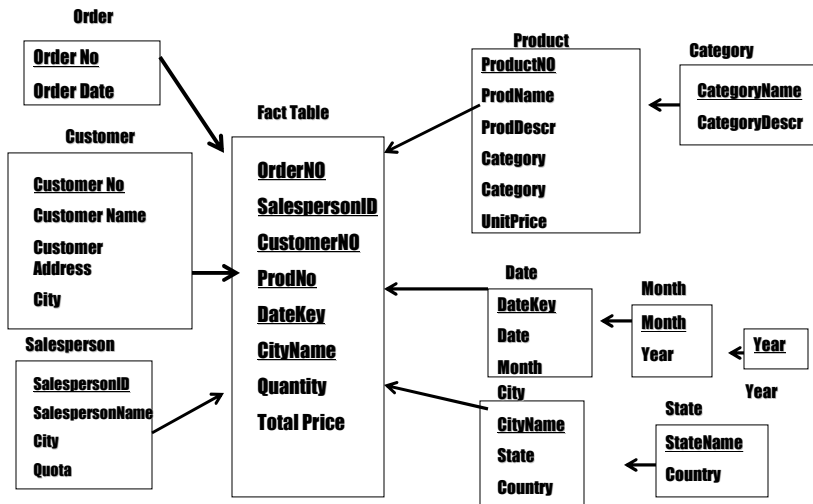 Order
Order No
Order Date
Customer
Customer No
Customer Name
Customer
Address
City
Salesperson
SalespersonID
SalespersonName
City
Quota
Fact Table
OrderNO
SalespersonID
CustomerNO
ProdNo
DateKey
CityName
Quantity
Total Price
Product
ProductNO
ProdName
ProdDescr
Category
Category
UnitPrice
Category
CategoryName
CategoryDescr
Date
DateKey
Date
Month
Month
Month
Year
Year
Year
City
CityName
State
Country
State
StateName
Country